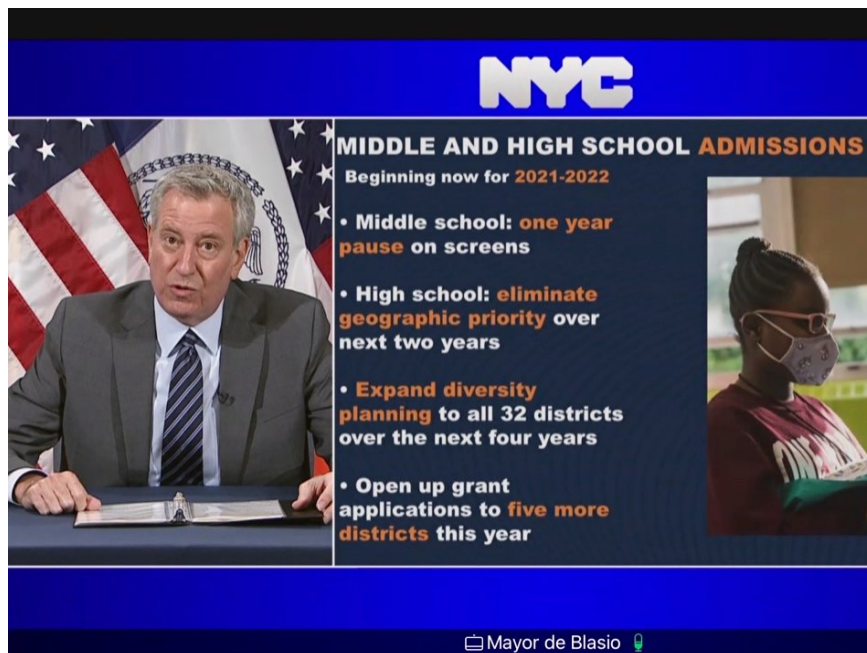 NYC
MIDDLE AND HIGH SCHOOL ADMISSIONS
Beginning now for 2021-2022
• Middle school: one year
pause on screens
• High school: eliminate
geographic priority over
next two years
• Expand diversity
planning to all 32 districts
over the next four years
• Open up grant
applications to five more
districts this year
Mayor de Blasio